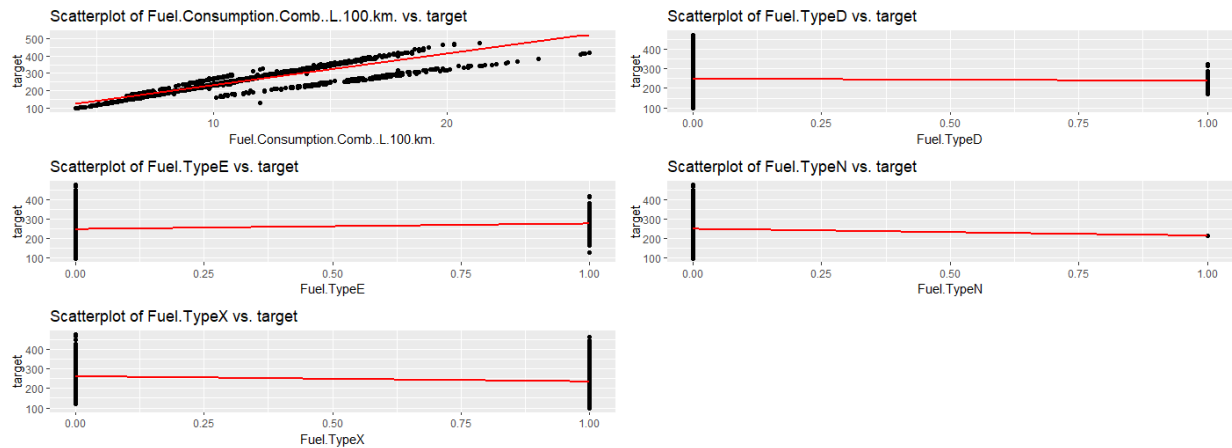 Scatterplot of Fuel.Consumption.Comb..L.100.km. vs. target
target
500
400
300
200
100
10
20
Fuel.Consumption.Comb..L.100.km.
Scatterplot of Fuel.TypeD vs. target
target
400
300
200
100
0.00
0.25
0.50
0.75
1.00
Fuel.TypeD
Scatterplot of Fuel.TypeE vs. target
target
400
300
200
100
0.00
0.25
0.50
0.75
1.00
Fuel.TypeE
Scatterplot of Fuel.TypeN vs. target
target
400
300
200
100
0.00
0.25
0.50
0.75
1.00
Fuel.TypeN
Scatterplot of Fuel.TypeX vs. target
target
400
300
200
100
0.00
0.25
0.50
0.75
1.00
Fuel.TypeX